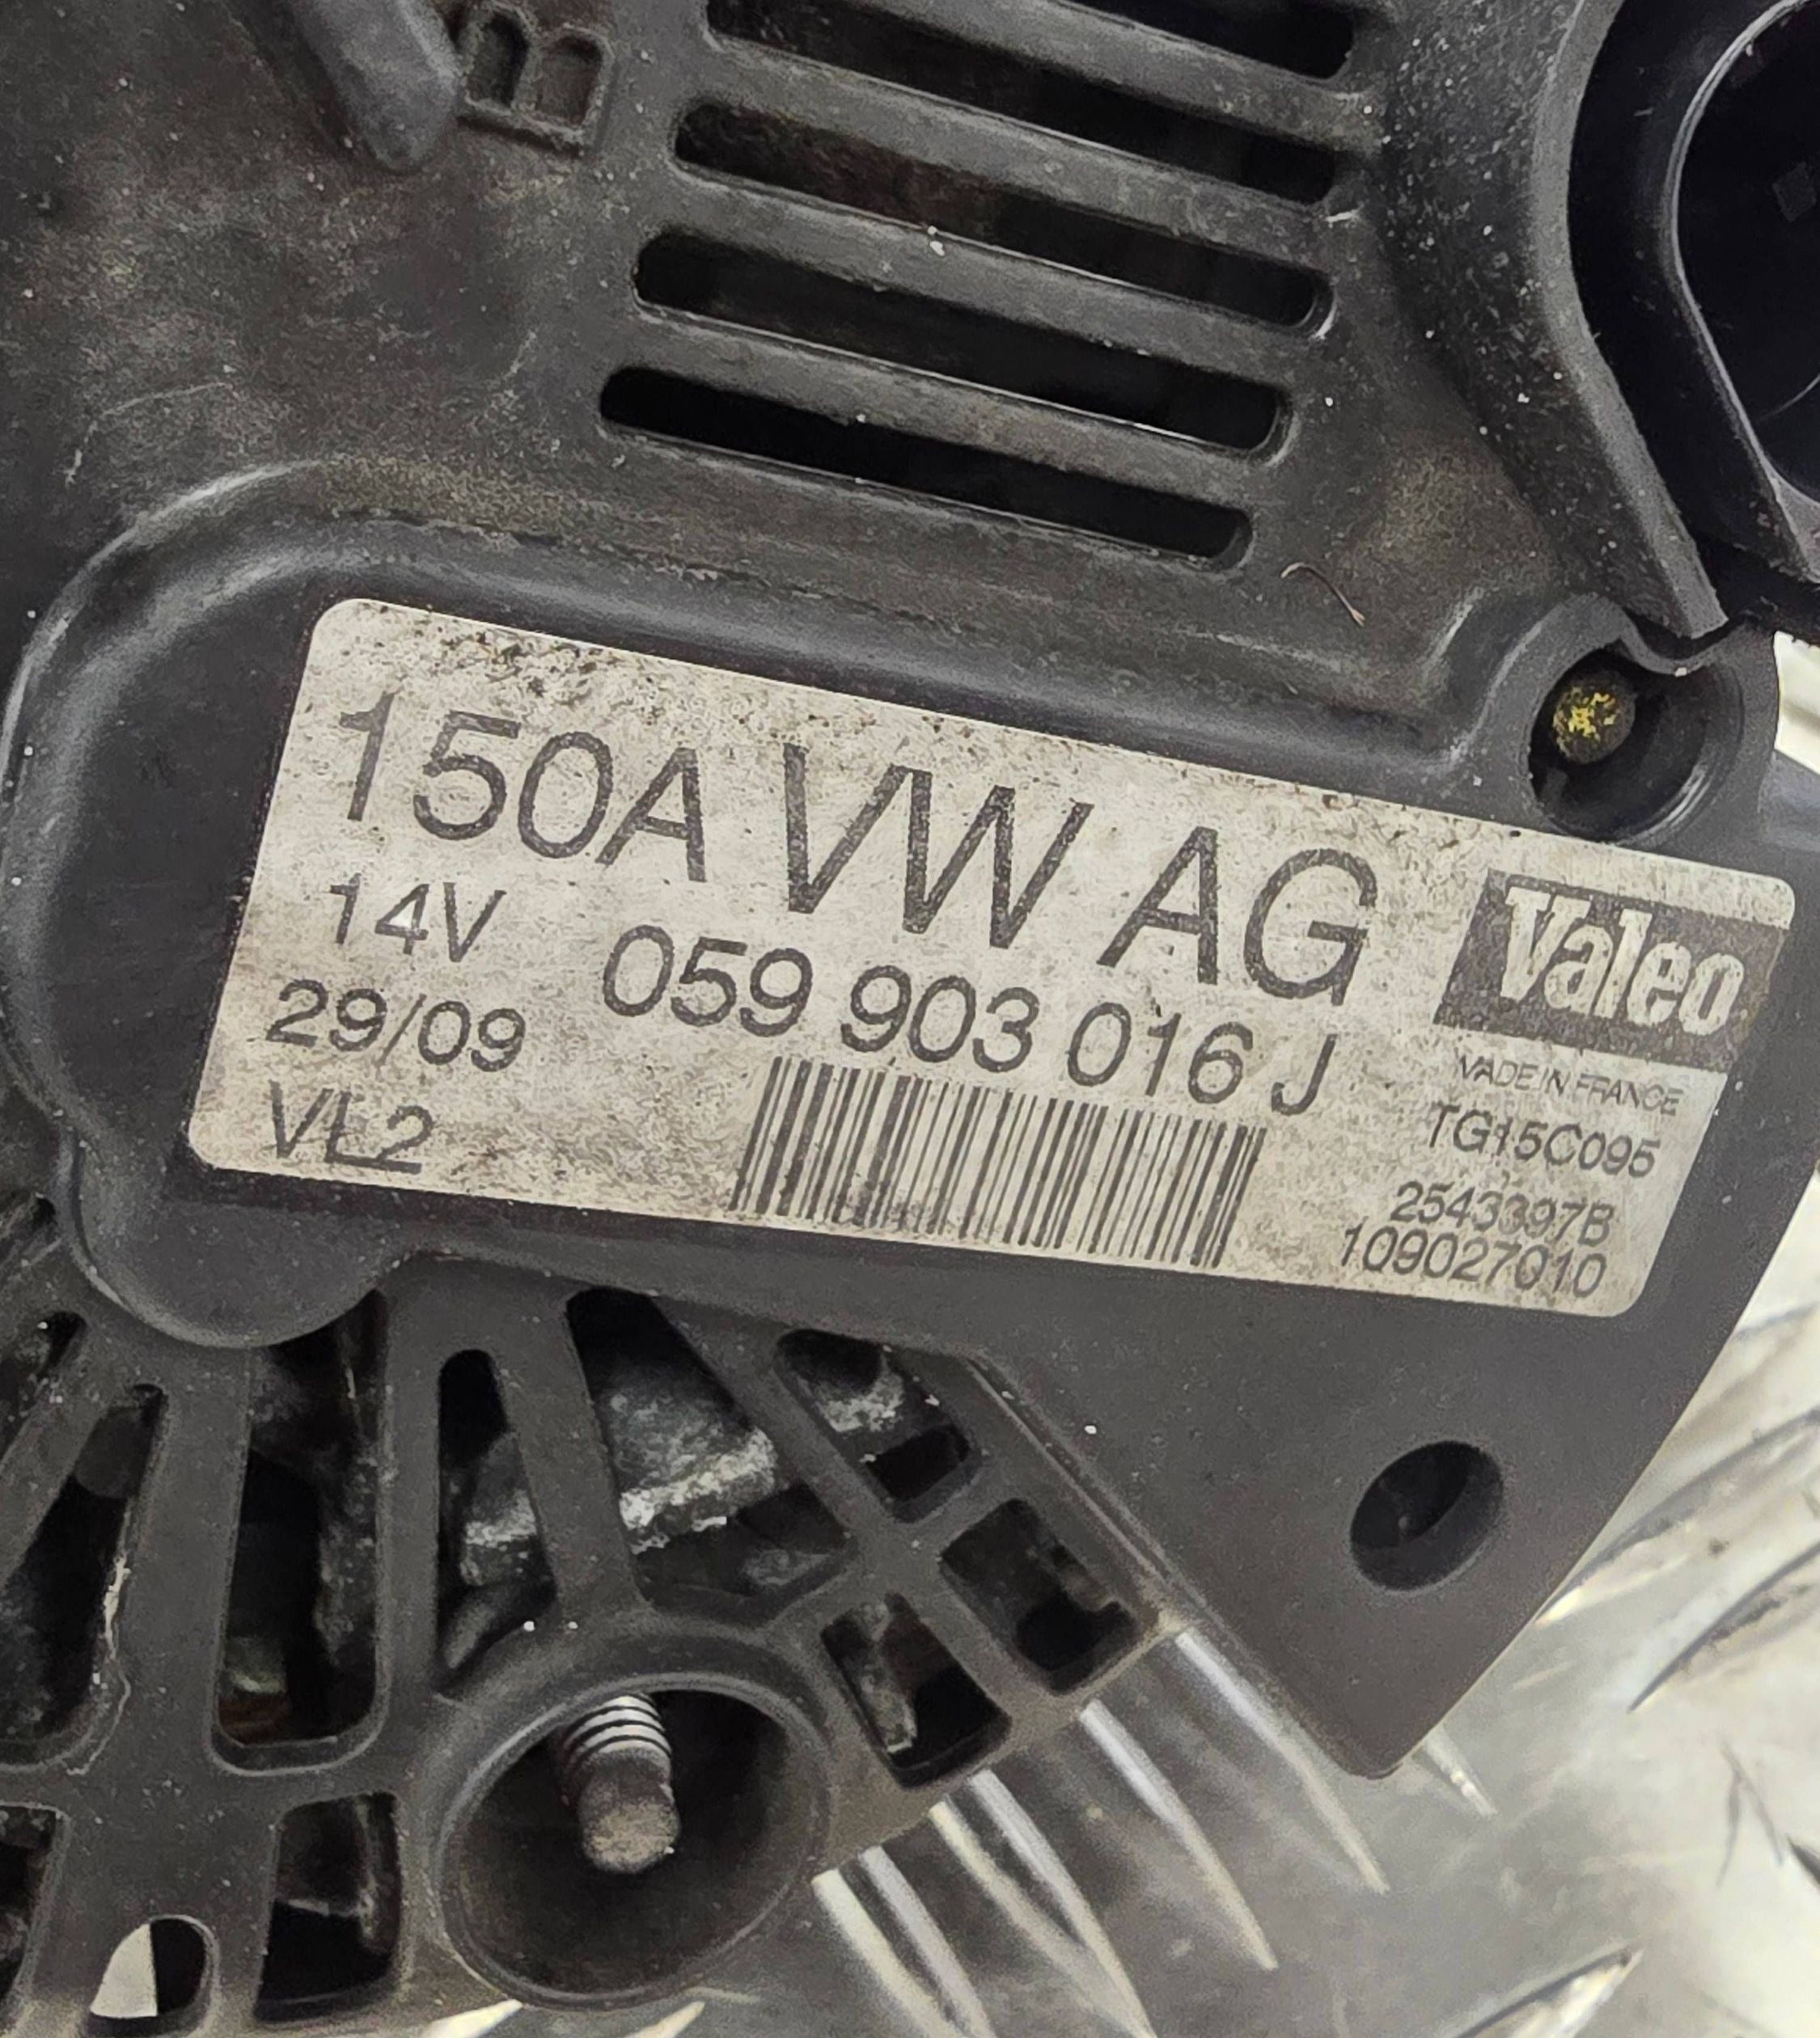 B
150A VW AG
14V
059 903 016 J
29/09
VL2
Valeo
MADE IN FRANCE
TG15C095
2543397B
109027010